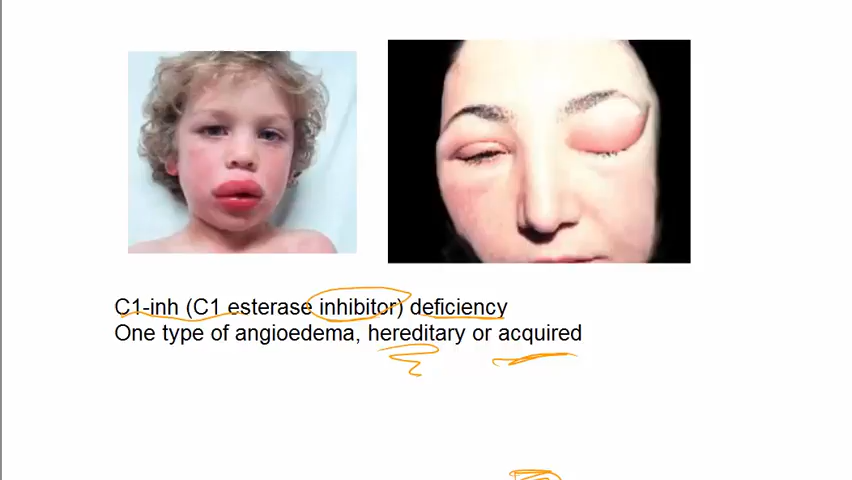 C1-inh (C1 esterase inhibitor) deficiency
One type of angioedema, hereditary or acquired